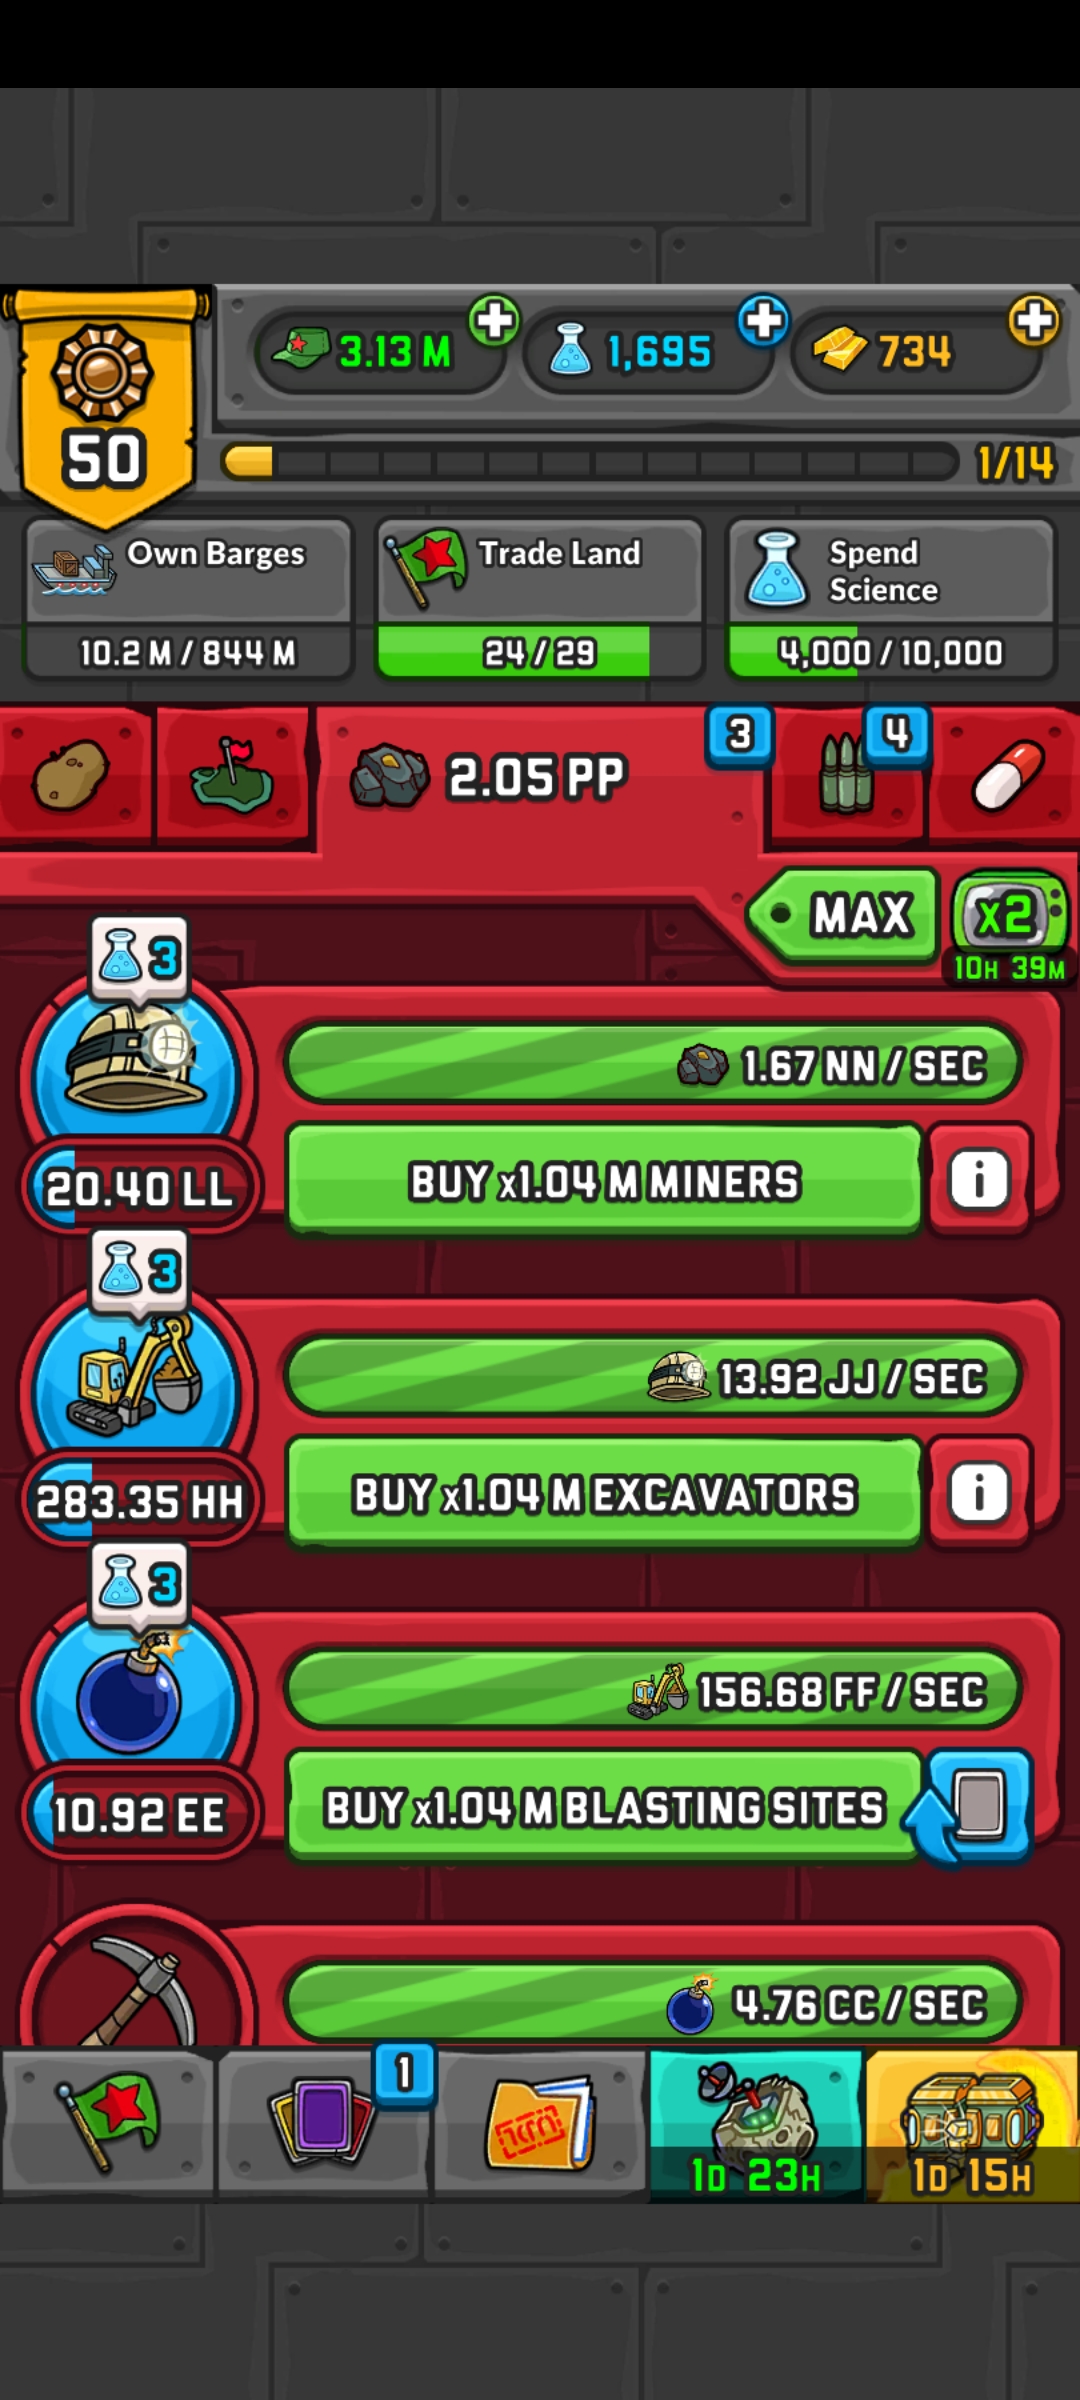 3.13 M
1,695
734
50
1/14
Own Barges
10.2 M / 844 M
Trade Land
24 / 29
Spend
Science
4,000 / 10,000
2.05 PP
3
4
MAX
x2
10H 39M
3
1.67 NN / SEC
20.40 LL
BUY x1.04 M MINERS
i
3
13.92 JJ / SEC
283.35 HH
BUY x1.04 M EXCAVATORS
i
3
156.68 FF / SEC
10.92 EE
BUY x1.04 M BLASTING SITES
4.76 CC / SEC
1
1D 23H
1D 15H